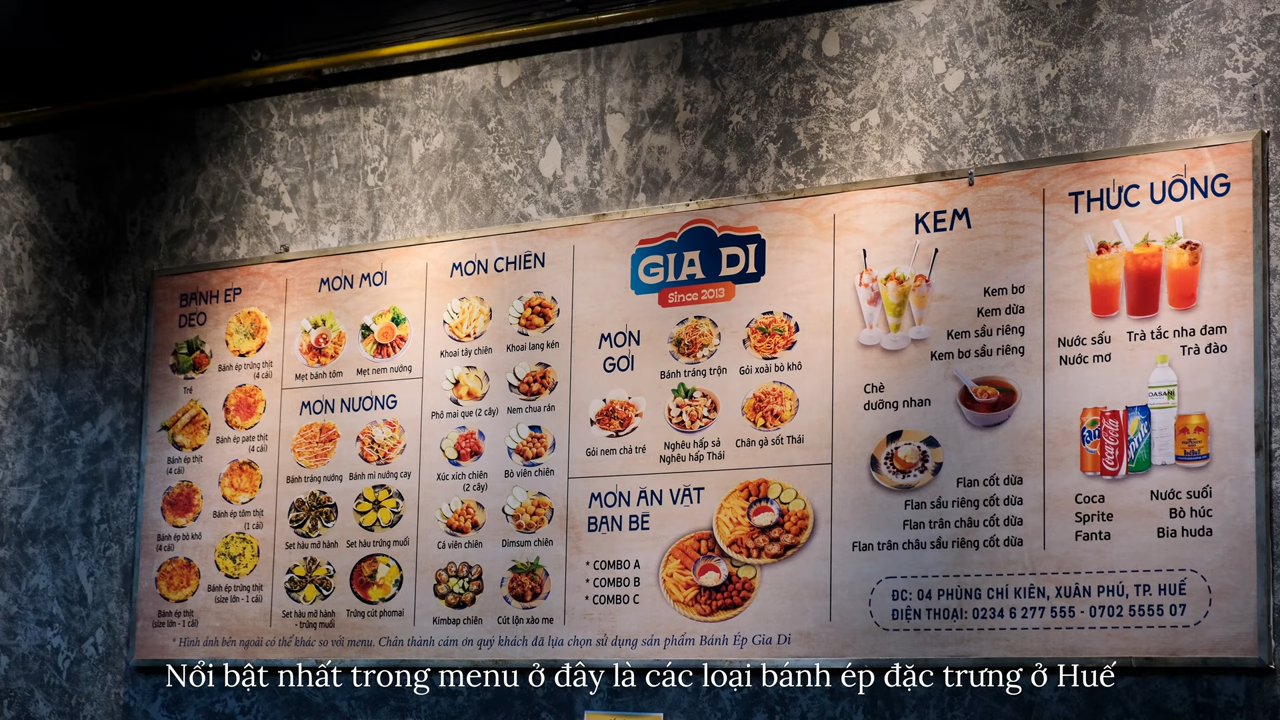 BÁNH ÉP
DẺO
Tré
Bánh ép trứng thịt
(4 cái)
Bánh ép thịt
(4 cái)
Bánh ép pate thịt
(4 cái)
Bánh ép bò khô
(4 cái)
Bánh ép tôm thịt
(1 cái)
Bánh ép thịt
(size lớn - 1 cái)
Bánh ép trứng thịt
(size lớn - 1 cái)
MÓN MỚI
Mẹt bánh tôm
Mẹt nem nướng
MÓN NƯỚNG
Bánh tráng nướng
Bánh mì nướng cay
Set hàu mỡ hành
Set hàu trứng muối
Set hàu mỡ hành
- trứng muối
Trứng cút phomai
MÓN CHIÊN
Khoai tây chiên
Khoai lang kén
Phô mai que (2 cây)
Nem chua rán
Xúc xích chiên
(2 cây)
Bò viên chiên
Cá viên chiên
Dimsum chiên
Kimbap chiên
Cút lộn xào me
GIA DI
Since 2013
MÓN
GỎI
Bánh tráng trộn
Gỏi xoài bò khô
Gỏi nem chả tré
Nghêu hấp sả
Nghêu hấp Thái
Chân gà sốt Thái
MÓN ĂN VẶT
BẠN BÈ
* COMBO A
* COMBO B
* COMBO C
KEM
Kem bơ
Kem dừa
Kem sầu riêng
Kem bơ sầu riêng
Chè
dưỡng nhan
Flan cốt dừa
Flan sầu riêng cốt dừa
Flan trân châu cốt dừa
Flan trân châu sầu riêng cốt dừa
THỨC UỐNG
Nước sấu
Nước mơ
Trà tắc nha đam
Trà đào
DASANI
Fanta
Coca-Cola
Sprite
Coca
Sprite
Fanta
Nước suối
Bò húc
Bia huda
ĐC: 04 PHÙNG CHÍ KIÊN, XUÂN PHÚ, TP. HUẾ
ĐIỆN THOẠI: 0234 6 277 555 - 0702 5555 07
* Hình ảnh bên ngoài có thể khác so với menu. Chân thành cám ơn quý khách đã lựa chọn sử dụng sản phẩm Bánh Ép Gia Di
Nổi bật nhất trong menu ở đây là các loại bánh ép đặc trưng ở Huế